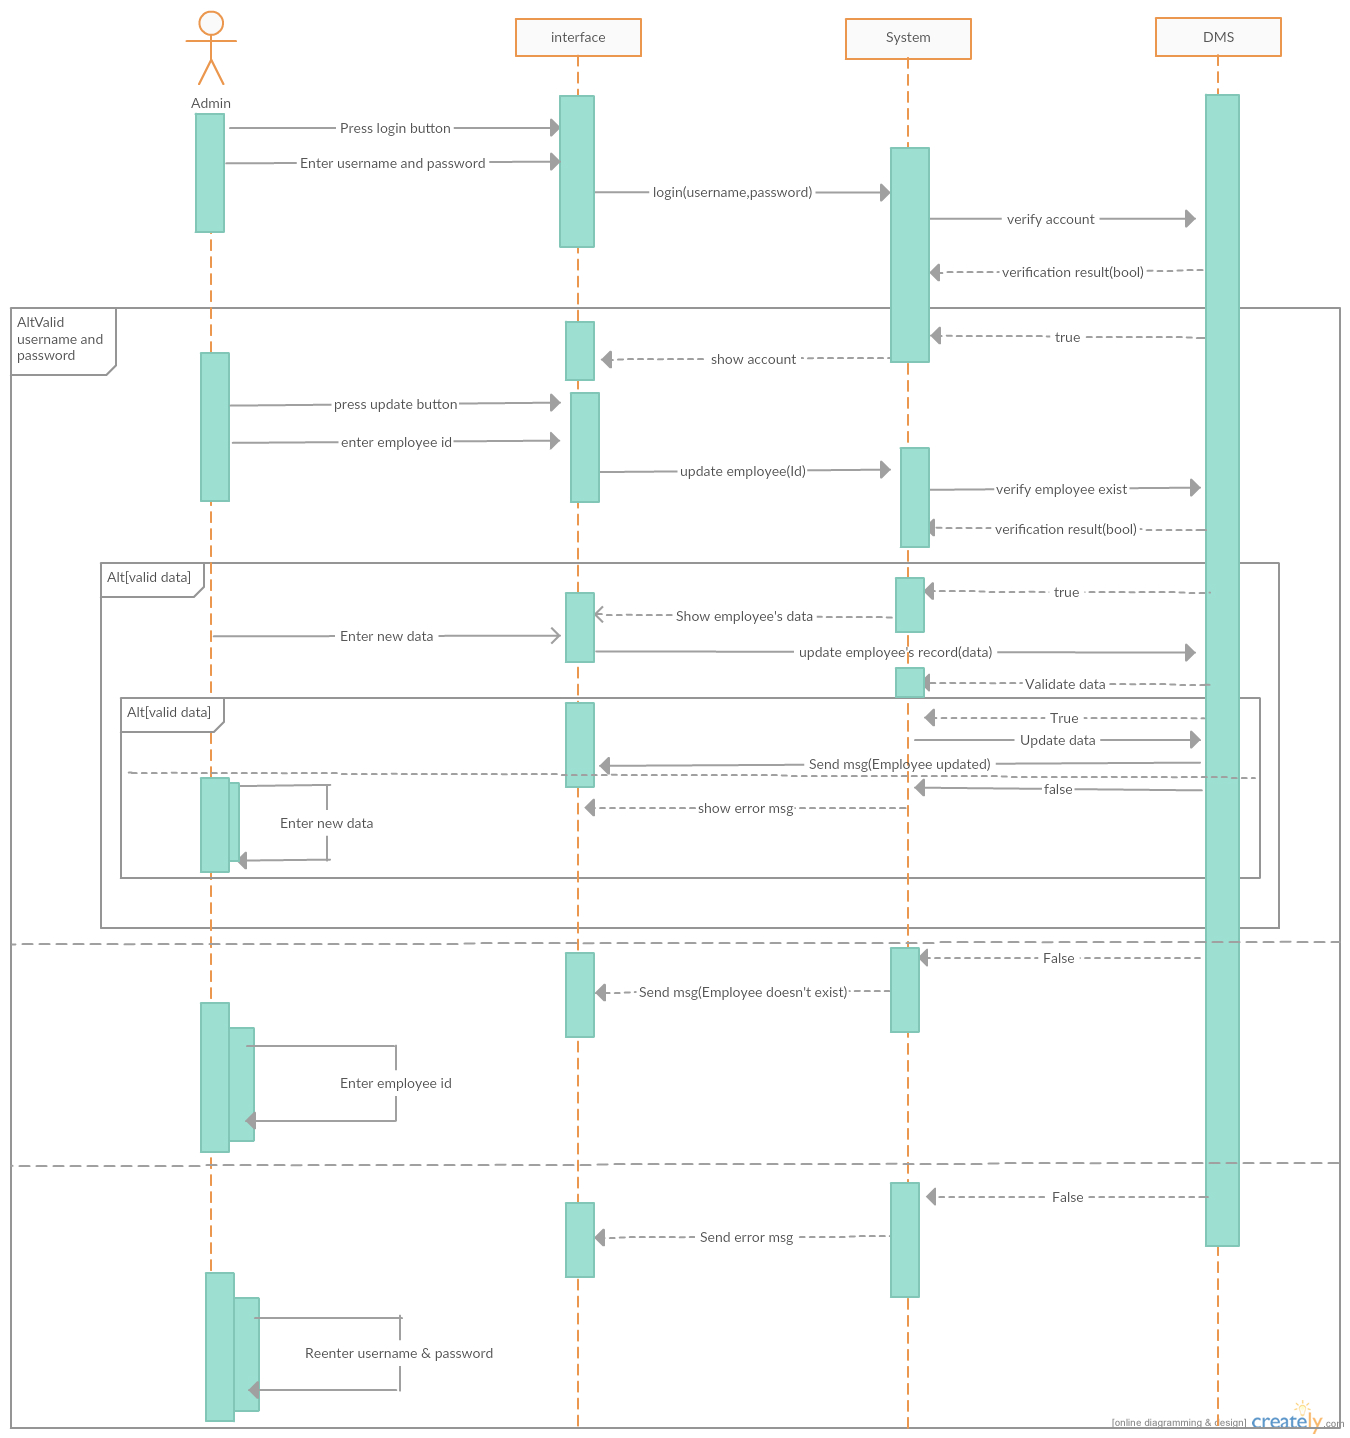 interface
System
DMS
Admin
Press login button
Enter username and password
login(username,password)
verify account
verification result(bool)
AltValid
username and
password
true
show account
press update button
enter employee id
update employee(Id)
verify employee exist
verification result(bool)
Alt[valid data]
true
Show employee's data
Enter new data
update employee's record(data)
Validate data
Alt[valid data]
True
Update data
Send msg(Employee updated)
false
show error msg
Enter new data
False
Send msg(Employee doesn't exist)
Enter employee id
False
Send error msg
Reenter username & password
[online diagramming & design] creately.com